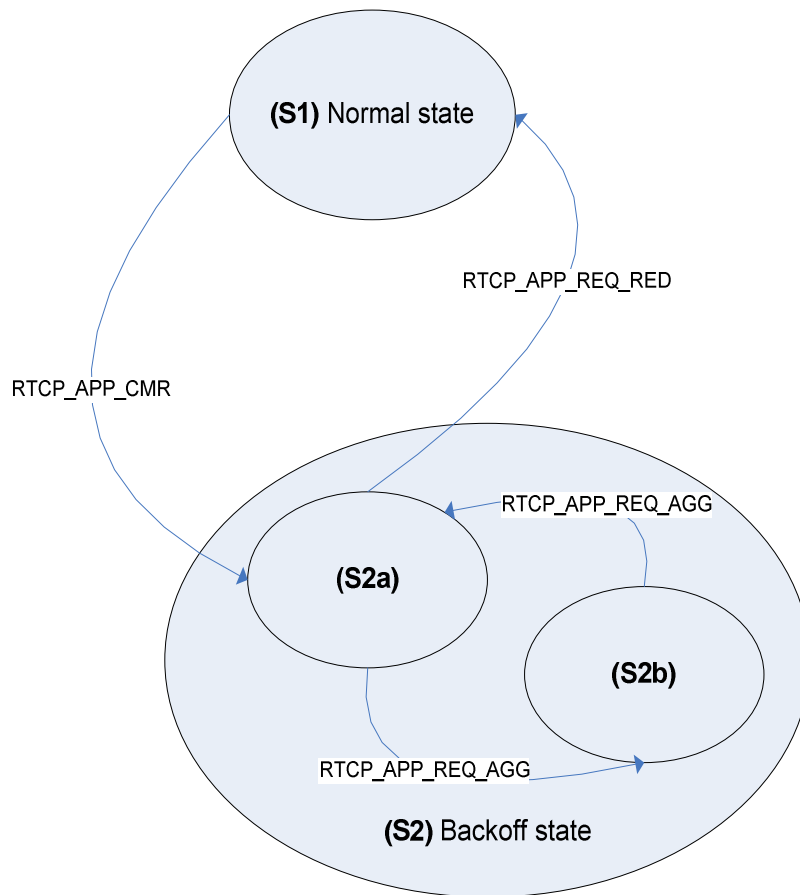 (S1) Normal state
RTCP_APP_REQ_RED
RTCP_APP_CMR
RTCP_APP_REQ_AGG
(S2a)
(S2b)
RTCP_APP_REQ_AGG
(S2) Backoff state